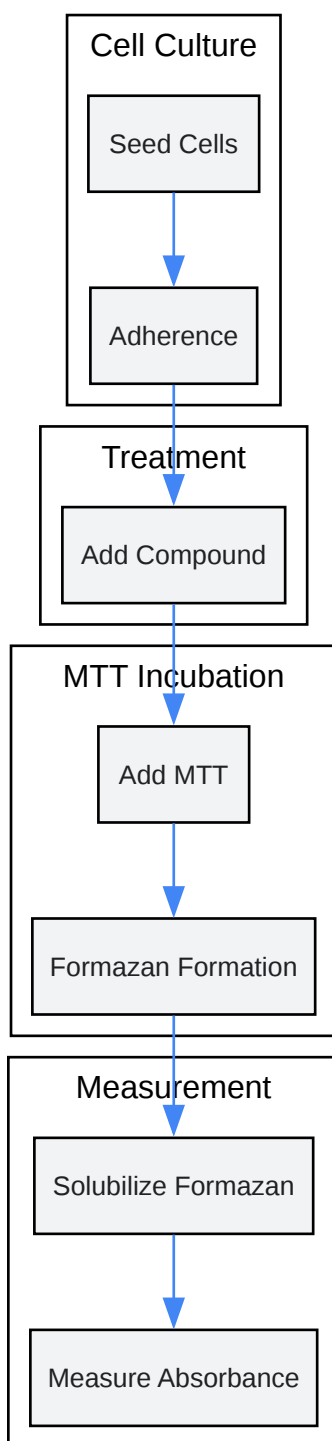 Cell Culture
Seed Cells
Adherence
Treatment
Add Compound
MTT Incubation
Add MTT
Formazan Formation
Measurement
Solubilize Formazan
Measure Absorbance